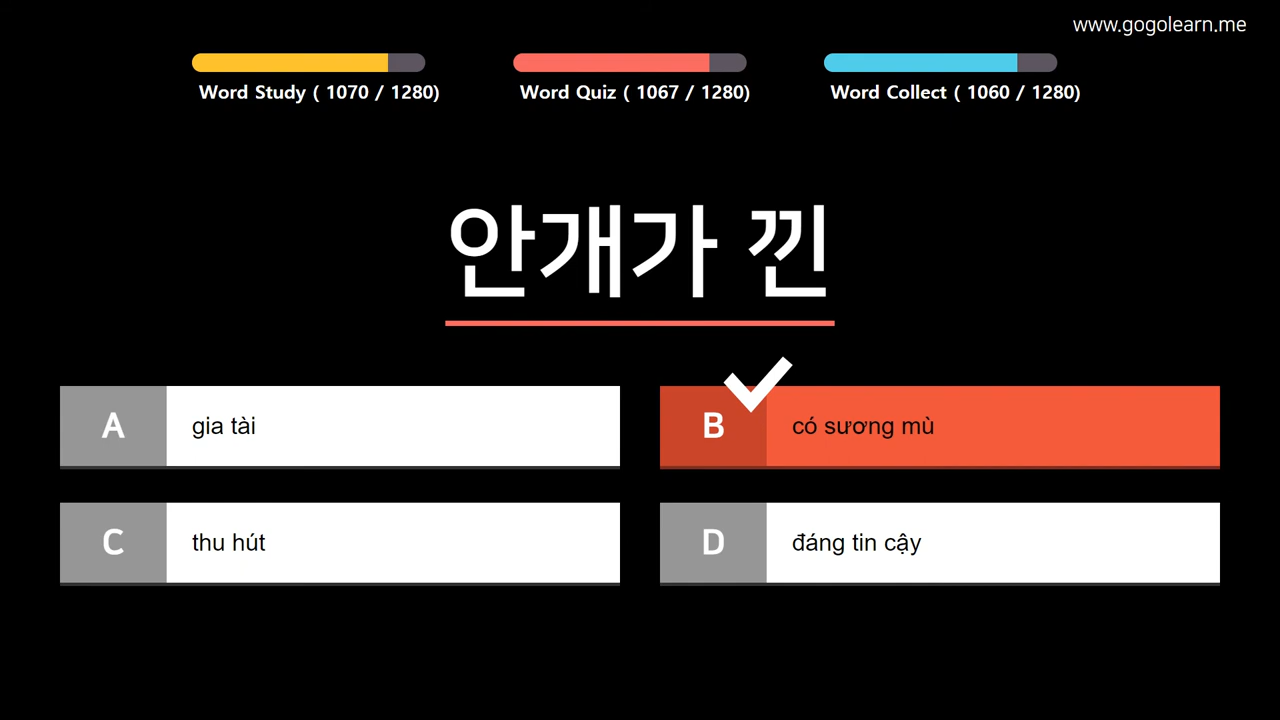 www.gogolearn.me
Word Study ( 1070 / 1280)
Word Quiz ( 1067 / 1280)
Word Collect ( 1060 / 1280)
안개가 낀
A
gia tài
B
có sương mù
C
thu hút
D
đáng tin cậy